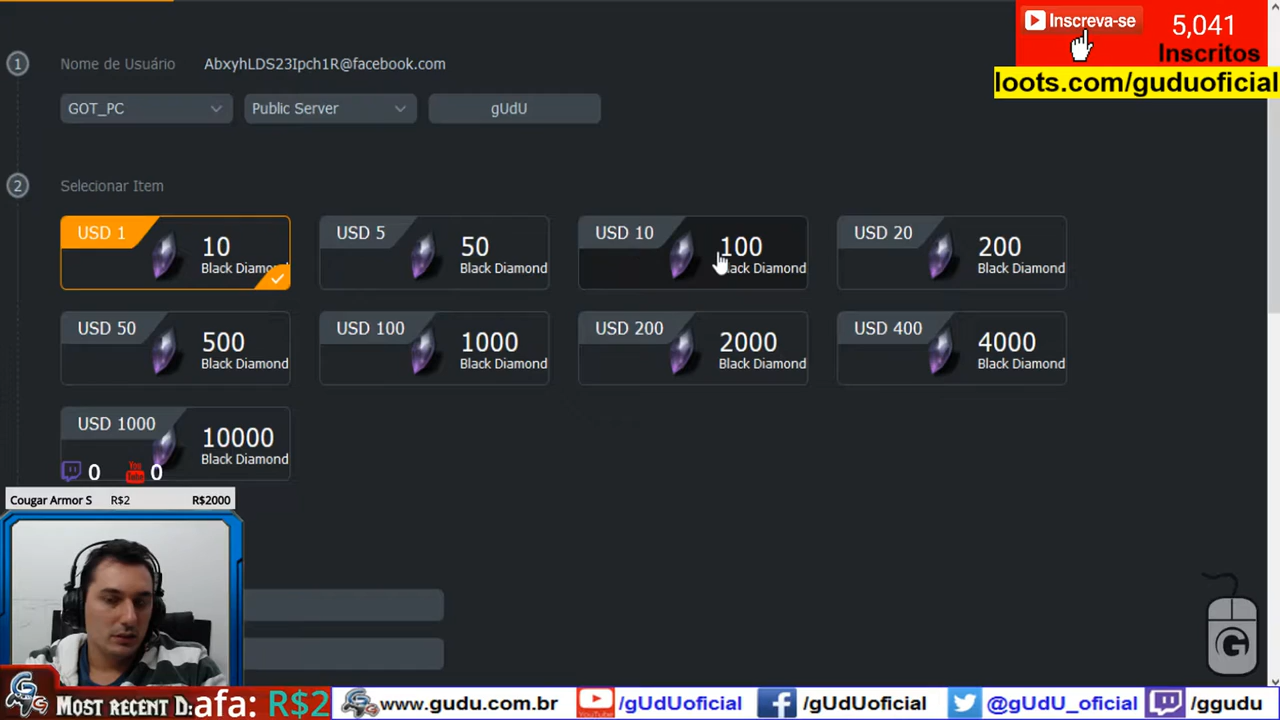 Inscreva-se
5,041
Inscritos
loots.com/guduoficial
1 Nome de Usuário AbxyhLDS23Ipch1R@facebook.com
GOT_PC Public Server gUdU
2 Selecionar Item
USD 1 10 Black Diamond
USD 5 50 Black Diamond
USD 10 100 Black Diamond
USD 20 200 Black Diamond
USD 50 500 Black Diamond
USD 100 1000 Black Diamond
USD 200 2000 Black Diamond
USD 400 4000 Black Diamond
USD 1000 10000 Black Diamond
0 You Tube 0
Cougar Armor S R$2 R$2000
Most recent D: afa: R$2 www.gudu.com.br YouTube /gUdUoficial /gUdUoficial @gUdU_oficial /ggudu
G